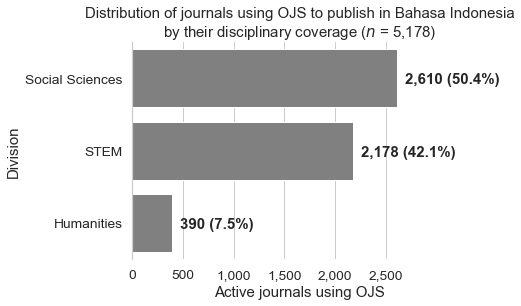 Distribution of journals using OJS to publish in Bahasa Indonesia
by their disciplinary coverage (n = 5,178)
Division
Social Sciences
2,610 (50.4%)
STEM
2,178 (42.1%)
Humanities
390 (7.5%)
0 500 1,000 1,500 2,000 2,500
Active journals using OJS